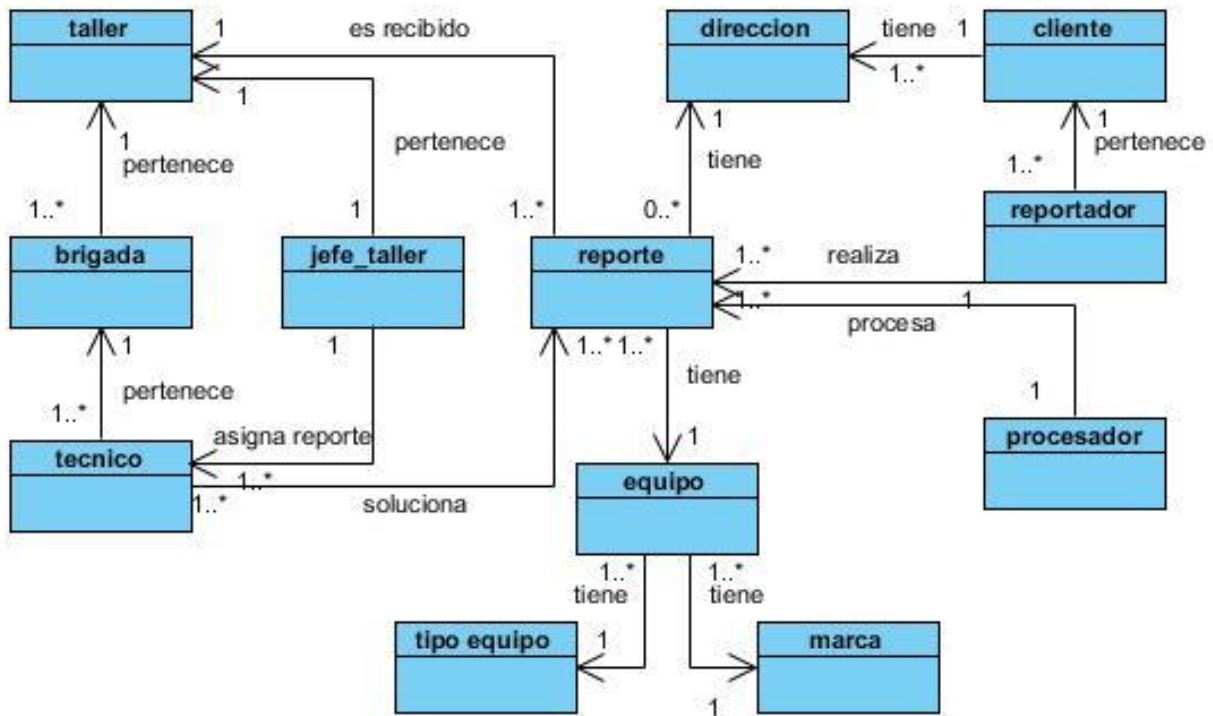 taller
1
es recibido
direccion
tiene
1
cliente
1
1..*
1
pertenece
1
pertenece
1
tiene
1..*
1
pertenece
1..*
1
1..*
0..*
reportador
brigada
jefe_taller
reporte
1..*
realiza
1..*
1
procesa
1
pertenece
1..*
1
1..*
1..*
tiene
1
procesador
tecnico
asigna reporte
1..*
1..*
soluciona
1
equipo
1..*
tiene
1..*
tiene
tipo equipo
1
marca
1